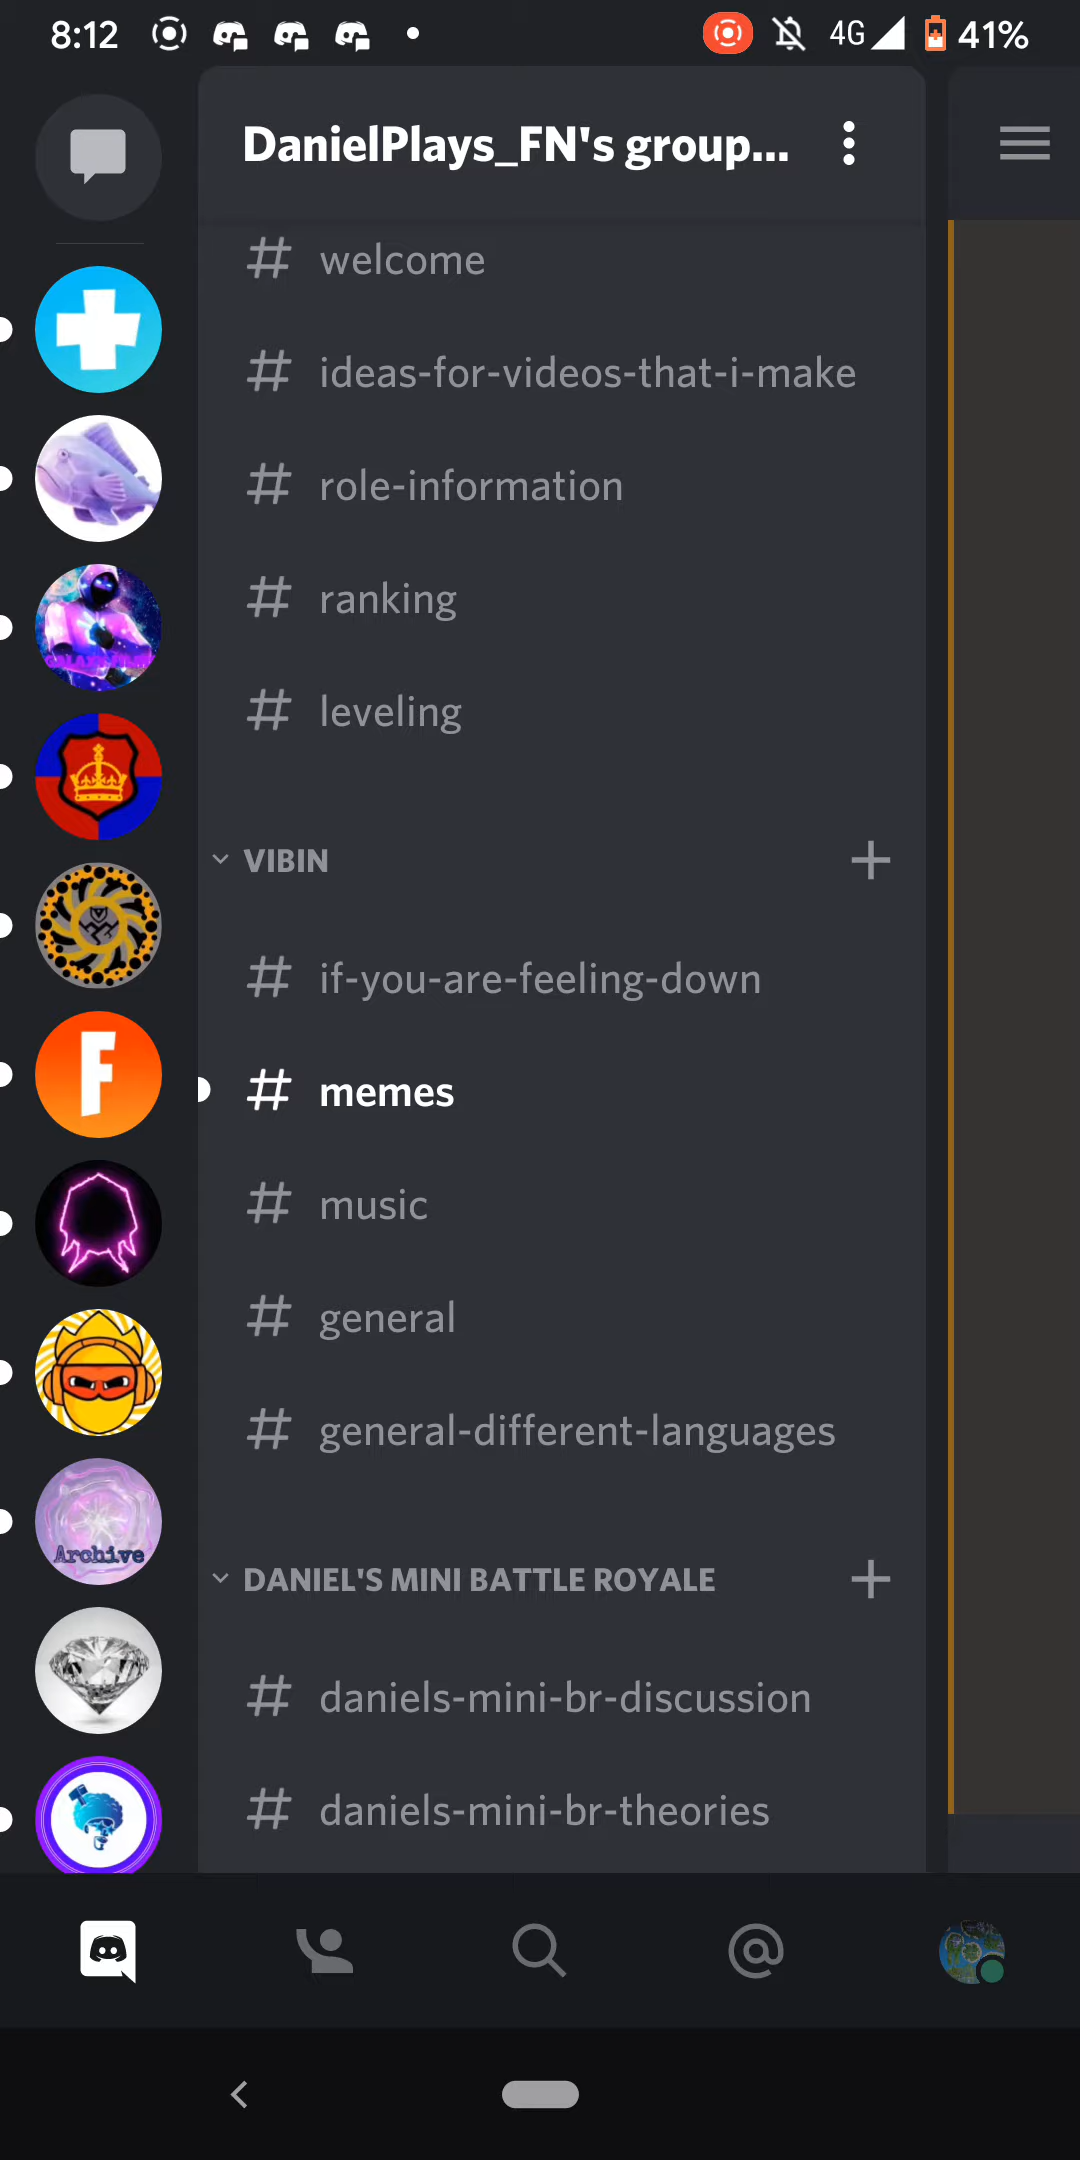 8:12 4G 41%
DanielPlays_FN's group...
welcome
ideas-for-videos-that-i-make
role-information
ranking
leveling
VIBIN
if-you-are-feeling-down
memes
music
general
general-different-languages
Archive
DANIEL'S MINI BATTLE ROYALE
daniels-mini-br-discussion
daniels-mini-br-theories
F